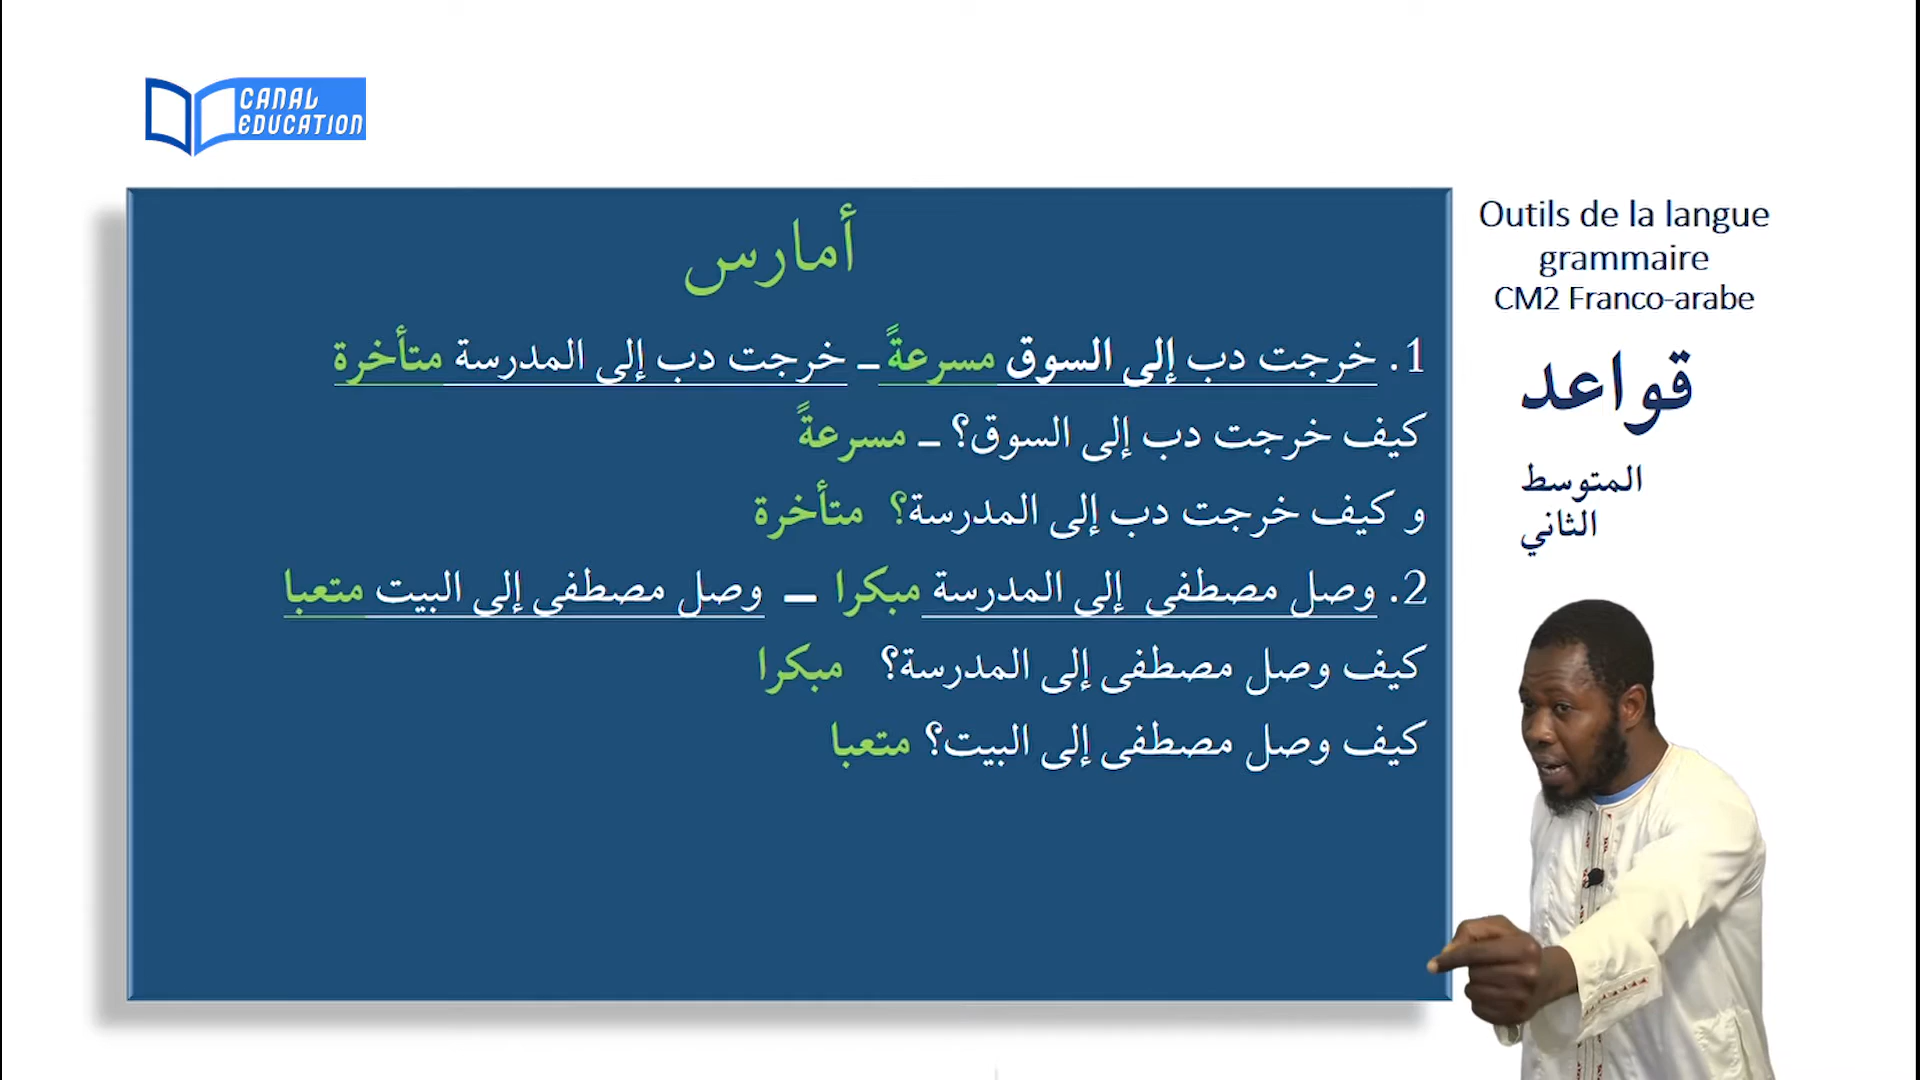 CANAL
EDUCATION
أمارس
1. خرجت دب إلى السوق مسرعةً ـ خرجت دب إلى المدرسة متأخرة
كيف خرجت دب إلى السوق؟ ـ مسرعةً
و كيف خرجت دب إلى المدرسة؟ متأخرة
2. وصل مصطفى إلى المدرسة مبكرا ـ وصل مصطفى إلى البيت متعبا
كيف وصل مصطفى إلى المدرسة؟ مبكرا
كيف وصل مصطفى إلى البيت؟ متعبا
Outils de la langue
grammaire
CM2 Franco-arabe
قواعد
المتوسط
الثاني